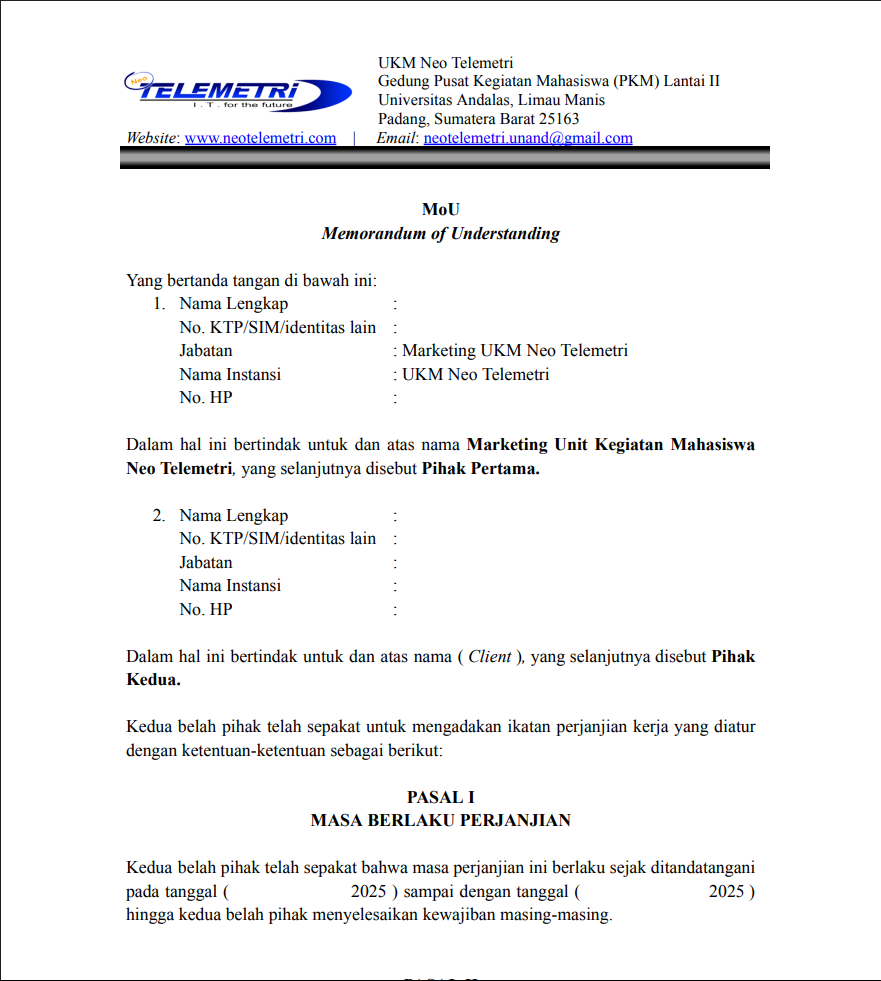 Neo
TELEMETRI
I . T . for the future
UKM Neo Telemetri
Gedung Pusat Kegiatan Mahasiswa (PKM) Lantai II
Universitas Andalas, Limau Manis
Padang, Sumatera Barat 25163
Website: www.neotelemetri.com | Email: neotelemetri.unand@gmail.com
MoU
Memorandum of Understanding
Yang bertanda tangan di bawah ini:
1. Nama Lengkap :
No. KTP/SIM/identitas lain :
Jabatan : Marketing UKM Neo Telemetri
Nama Instansi : UKM Neo Telemetri
No. HP :
Dalam hal ini bertindak untuk dan atas nama Marketing Unit Kegiatan Mahasiswa
Neo Telemetri, yang selanjutnya disebut Pihak Pertama.
2. Nama Lengkap :
No. KTP/SIM/identitas lain :
Jabatan :
Nama Instansi :
No. HP :
Dalam hal ini bertindak untuk dan atas nama ( Client ), yang selanjutnya disebut Pihak
Kedua.
Kedua belah pihak telah sepakat untuk mengadakan ikatan perjanjian kerja yang diatur
dengan ketentuan-ketentuan sebagai berikut:
PASAL I
MASA BERLAKU PERJANJIAN
Kedua belah pihak telah sepakat bahwa masa perjanjian ini berlaku sejak ditandatangani
pada tanggal ( 2025 ) sampai dengan tanggal ( 2025 )
hingga kedua belah pihak menyelesaikan kewajiban masing-masing.